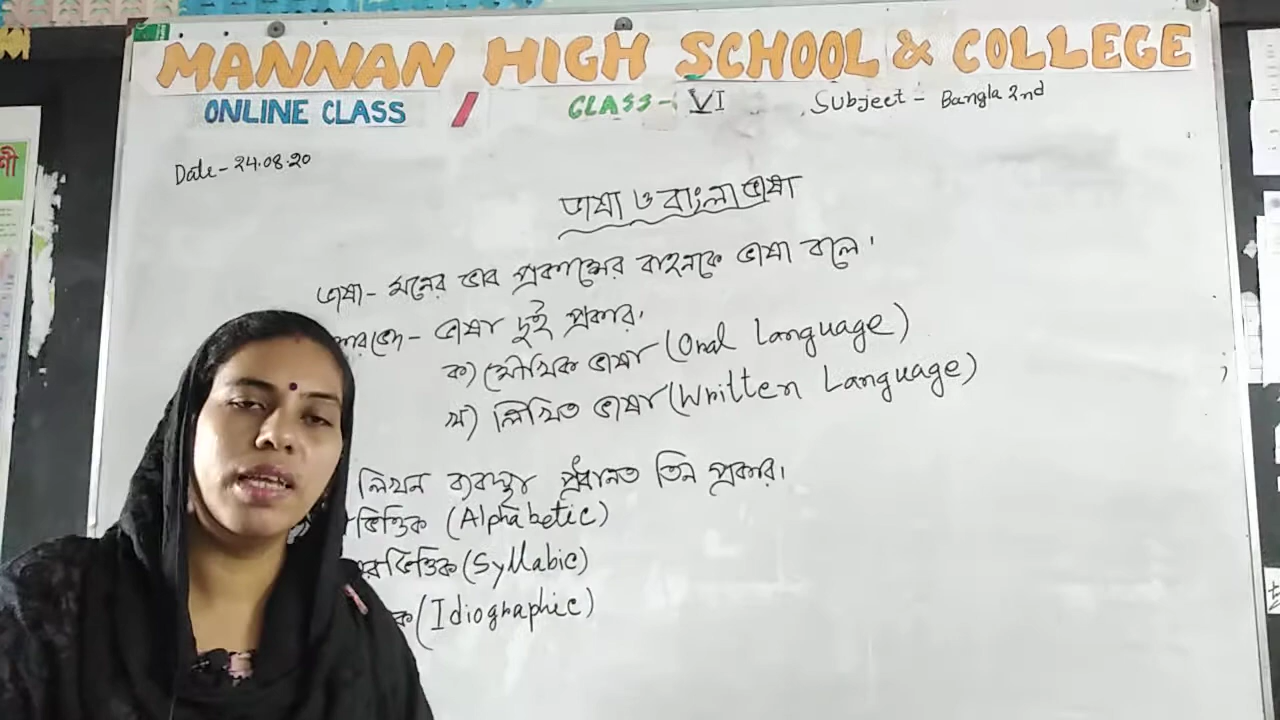 MANNAN HIGH SCHOOL & COLLEGE
ONLINE CLASS / CLASS- VI Subject - Bangla 2nd
Date - 24.08.20
ভাষা ও বাংলা ভাষা
ভাষা- মনের ভাব প্রকাশের বাহনকে ভাষা বলে।
ভাষা দুই প্রকার।
ক) মৌখিক ভাষা (Oral Language)
খ) লিখিত ভাষা (Written Language)
লিখন ব্যবস্থা প্রধানত তিন প্রকার।
ভিত্তিক (Alphabetic)
ভিত্তিক (Syllabic)
ক (Idiographic)